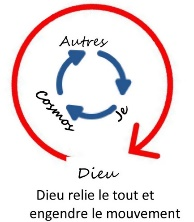 Autres
Je
Cosmos
Dieu
Dieu relie le tout et
engendre le mouvement